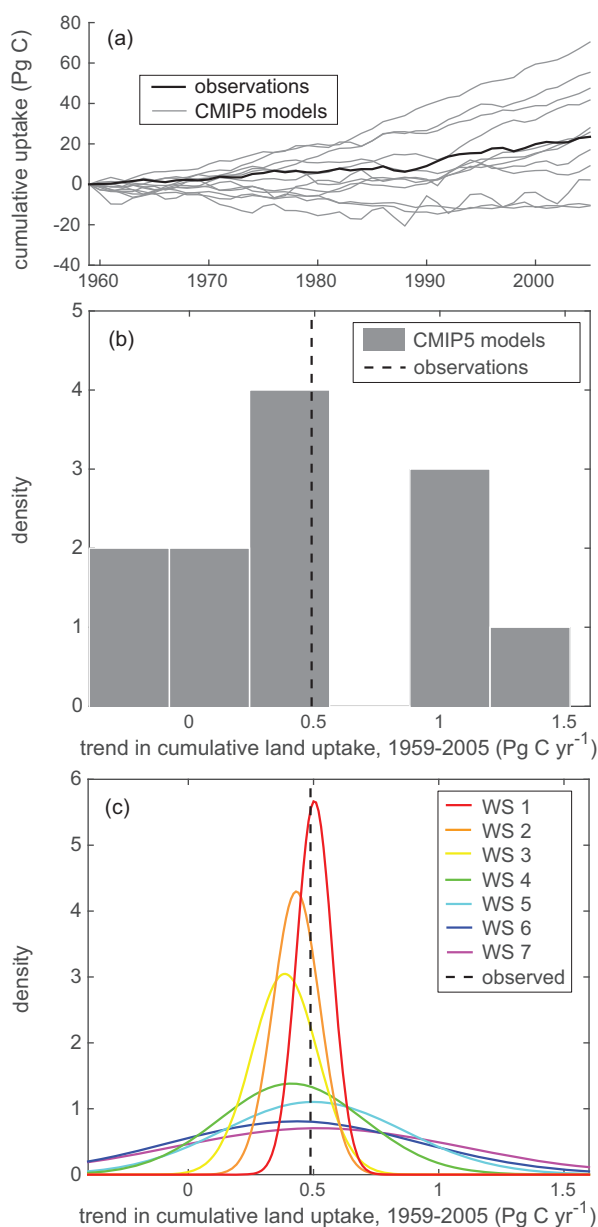 80
(a)
60
observations
40
CMIP5 models
20
0
-20
-40
cumulative uptake (Pg C)
1960 1970 1980 1990 2000
5
(b)
CMIP5 models
observations
4
3
2
1
0
density
0 0.5 1 1.5
trend in cumulative land uptake, 1959-2005 (Pg C yr⁻¹)
6
(c)
WS 1
WS 2
WS 3
WS 4
WS 5
WS 6
WS 7
observed
5
4
3
2
1
0
density
0 0.5 1 1.5
trend in cumulative land uptake, 1959-2005 (Pg C yr⁻¹)